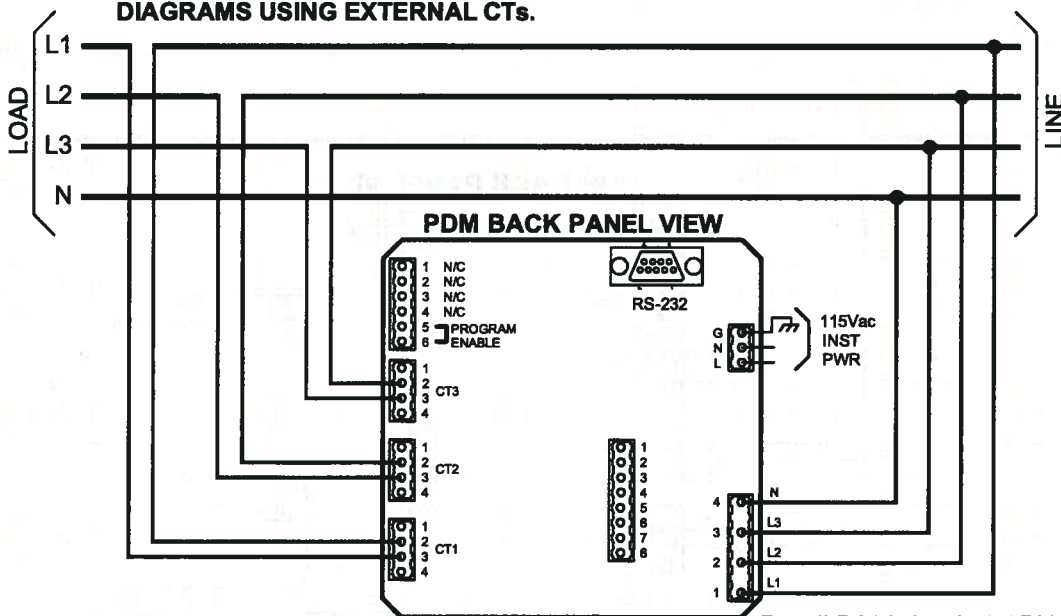 DIAGRAMS USING EXTERNAL CTs.
LOAD
L1
L2
L3
N
LINE
PDM BACK PANEL VIEW
1 N/C
2 N/C
3 N/C
4 N/C
5 PROGRAM
6 ENABLE
RS-232
G
N
L
115Vac
INST
PWR
1
2
3
4
CT3
1
2
3
4
CT2
1
2
3
4
CT1
1
2
3
4
5
6
7
8
4 N
3 L3
2 L2
1 L1